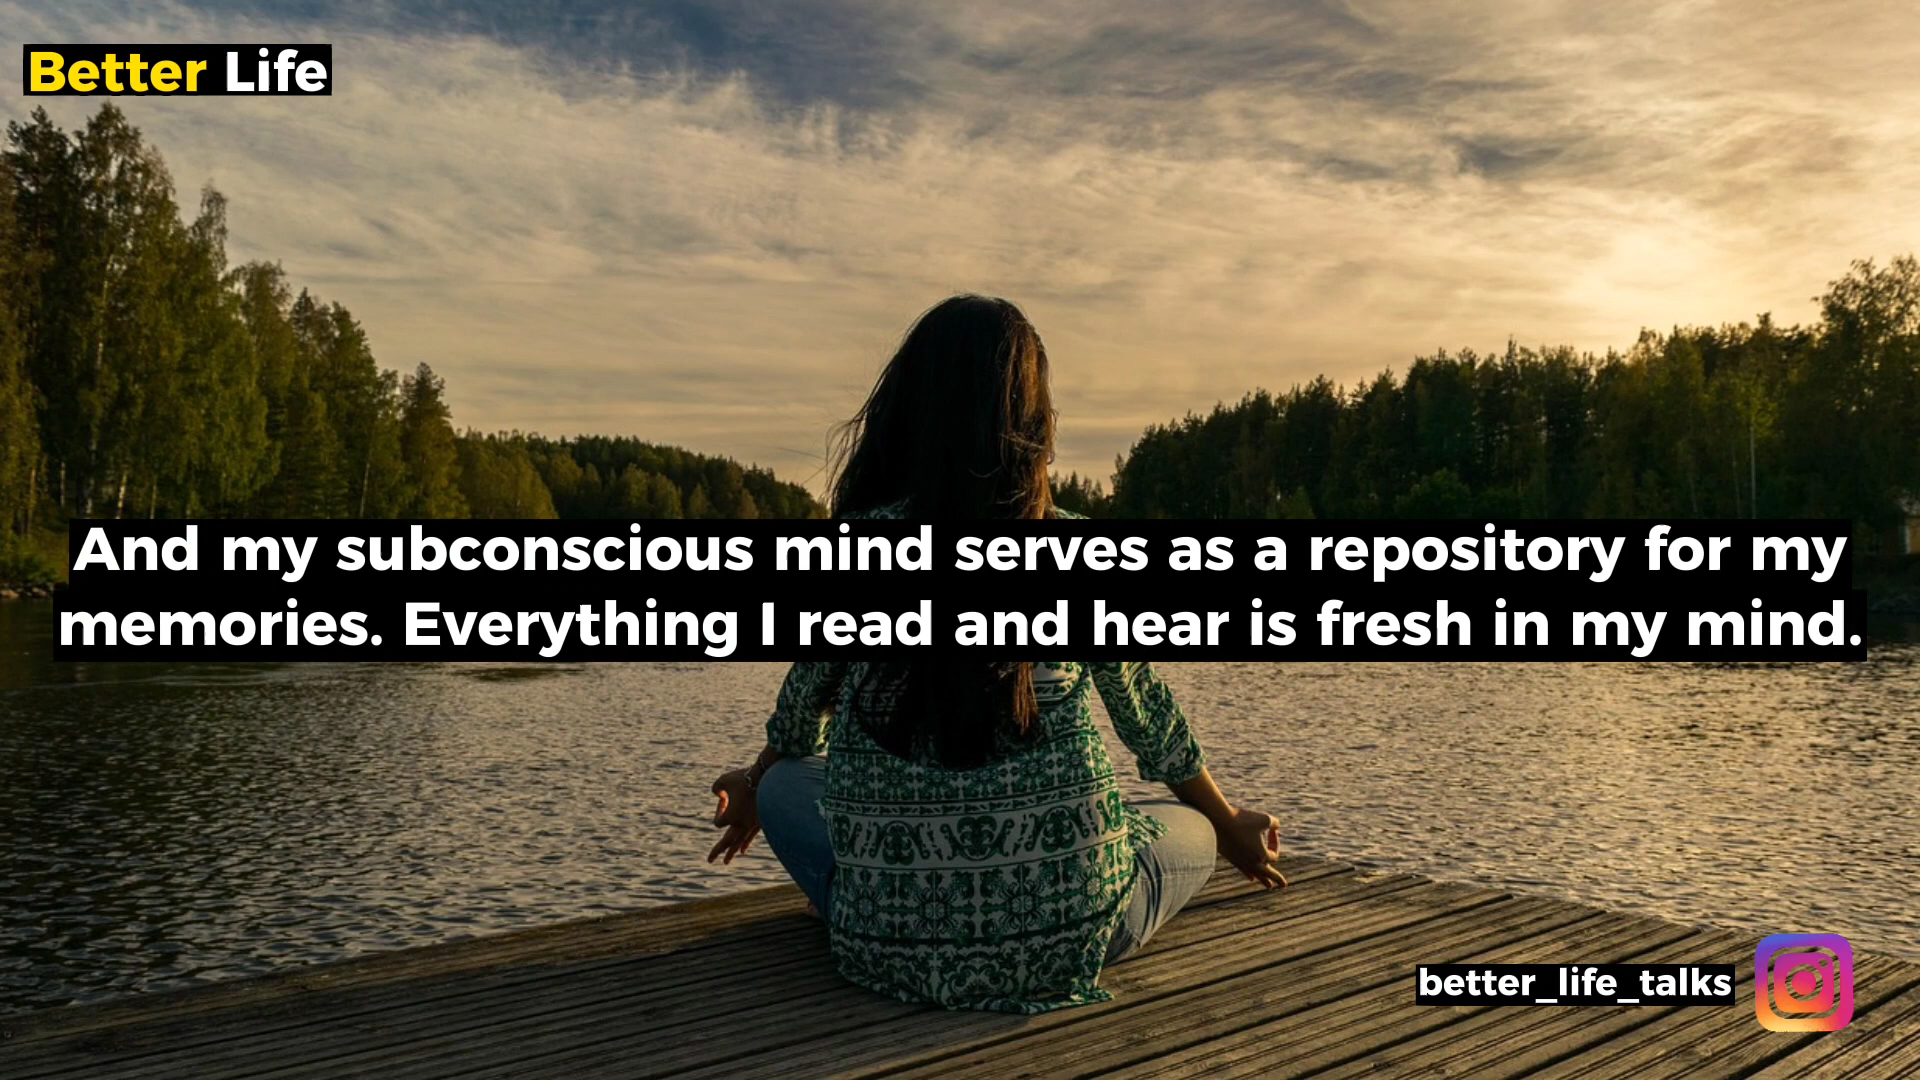 Better Life
And my subconscious mind serves as a repository for my
memories. Everything I read and hear is fresh in my mind.
better_life_talks